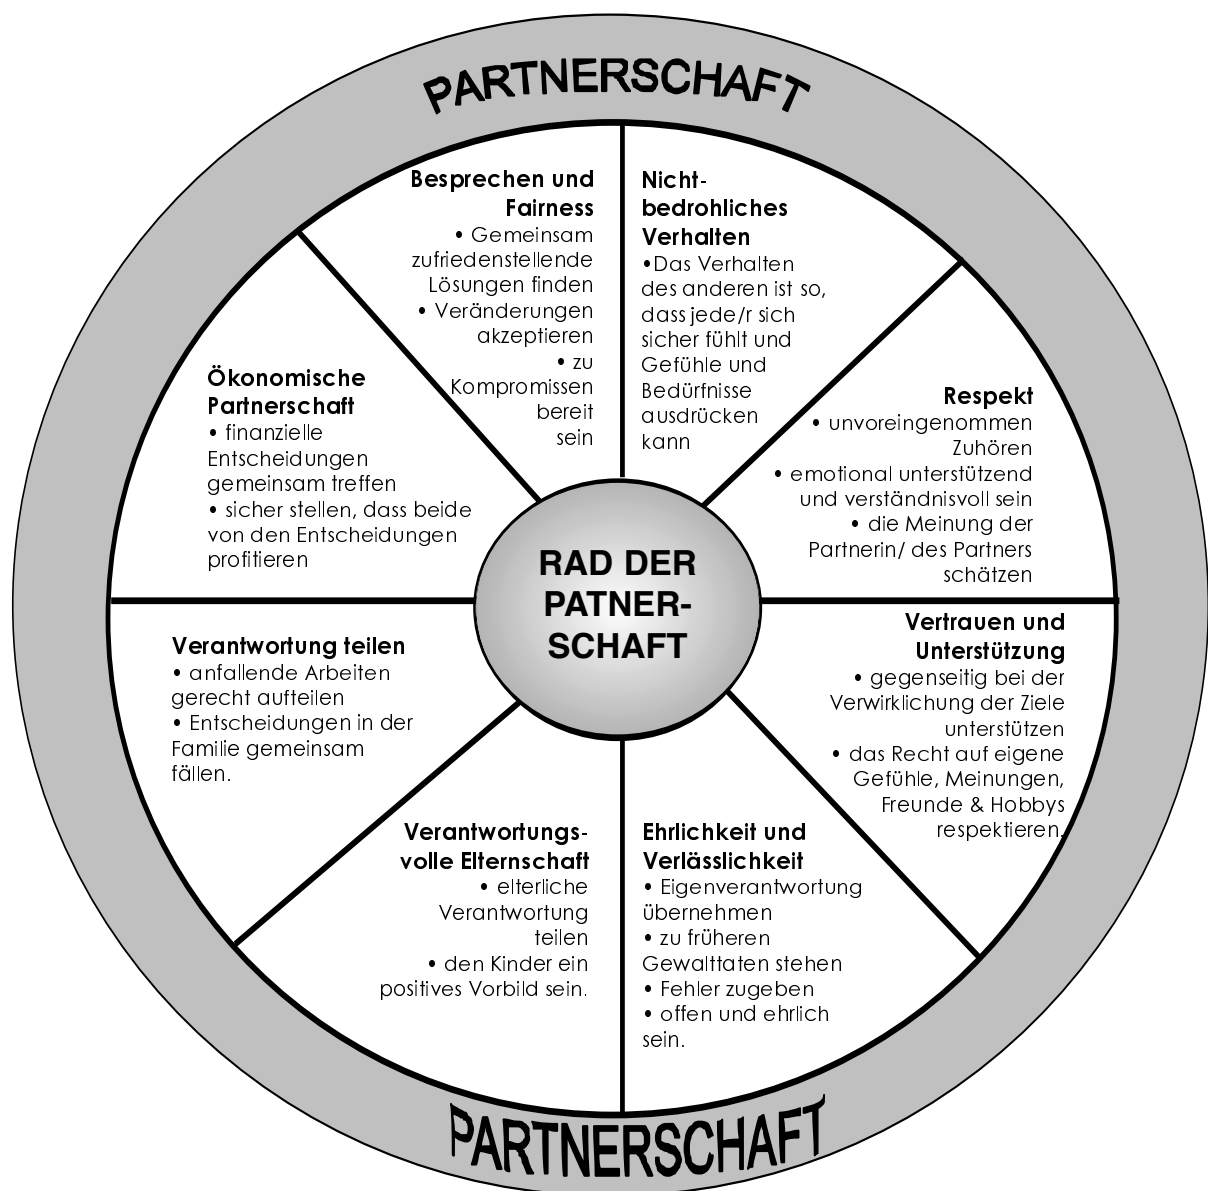 PARTNERSCHAFT
Besprechen und
Fairness
• Gemeinsam
zufriedenstellende
Lösungen finden
• Veränderungen
akzeptieren
• zu
Kompromissen
bereit
sein
Nicht-
bedrohliches
Verhalten
•Das Verhalten
des anderen ist so,
dass jede/r sich
sicher fühlt und
Gefühle und
Bedürfnisse
ausdrücken
kann
Ökonomische
Partnerschaft
• finanzielle
Entscheidungen
gemeinsam treffen
• sicher stellen, dass beide
von den Entscheidungen
profitieren
Respekt
• unvoreingenommen
Zuhören
• emotional unterstützend
und verständnisvoll sein
• die Meinung der
Partnerin/ des Partners
schätzen
RAD DER
PATNER-
SCHAFT
Verantwortung teilen
• anfallende Arbeiten
gerecht aufteilen
• Entscheidungen in der
Familie gemeinsam
fällen.
Vertrauen und
Unterstützung
• gegenseitig bei der
Verwirklichung der Ziele
unterstützen
• das Recht auf eigene
Gefühle, Meinungen,
Freunde & Hobbys
respektieren.
Verantwortungs-
volle Elternschaft
• elterliche
Verantwortung
teilen
• den Kinder ein
positives Vorbild sein.
Ehrlichkeit und
Verlässlichkeit
• Eigenverantwortung
übernehmen
• zu früheren
Gewalttaten stehen
• Fehler zugeben
• offen und ehrlich
sein.
PARTNERSCHAFT